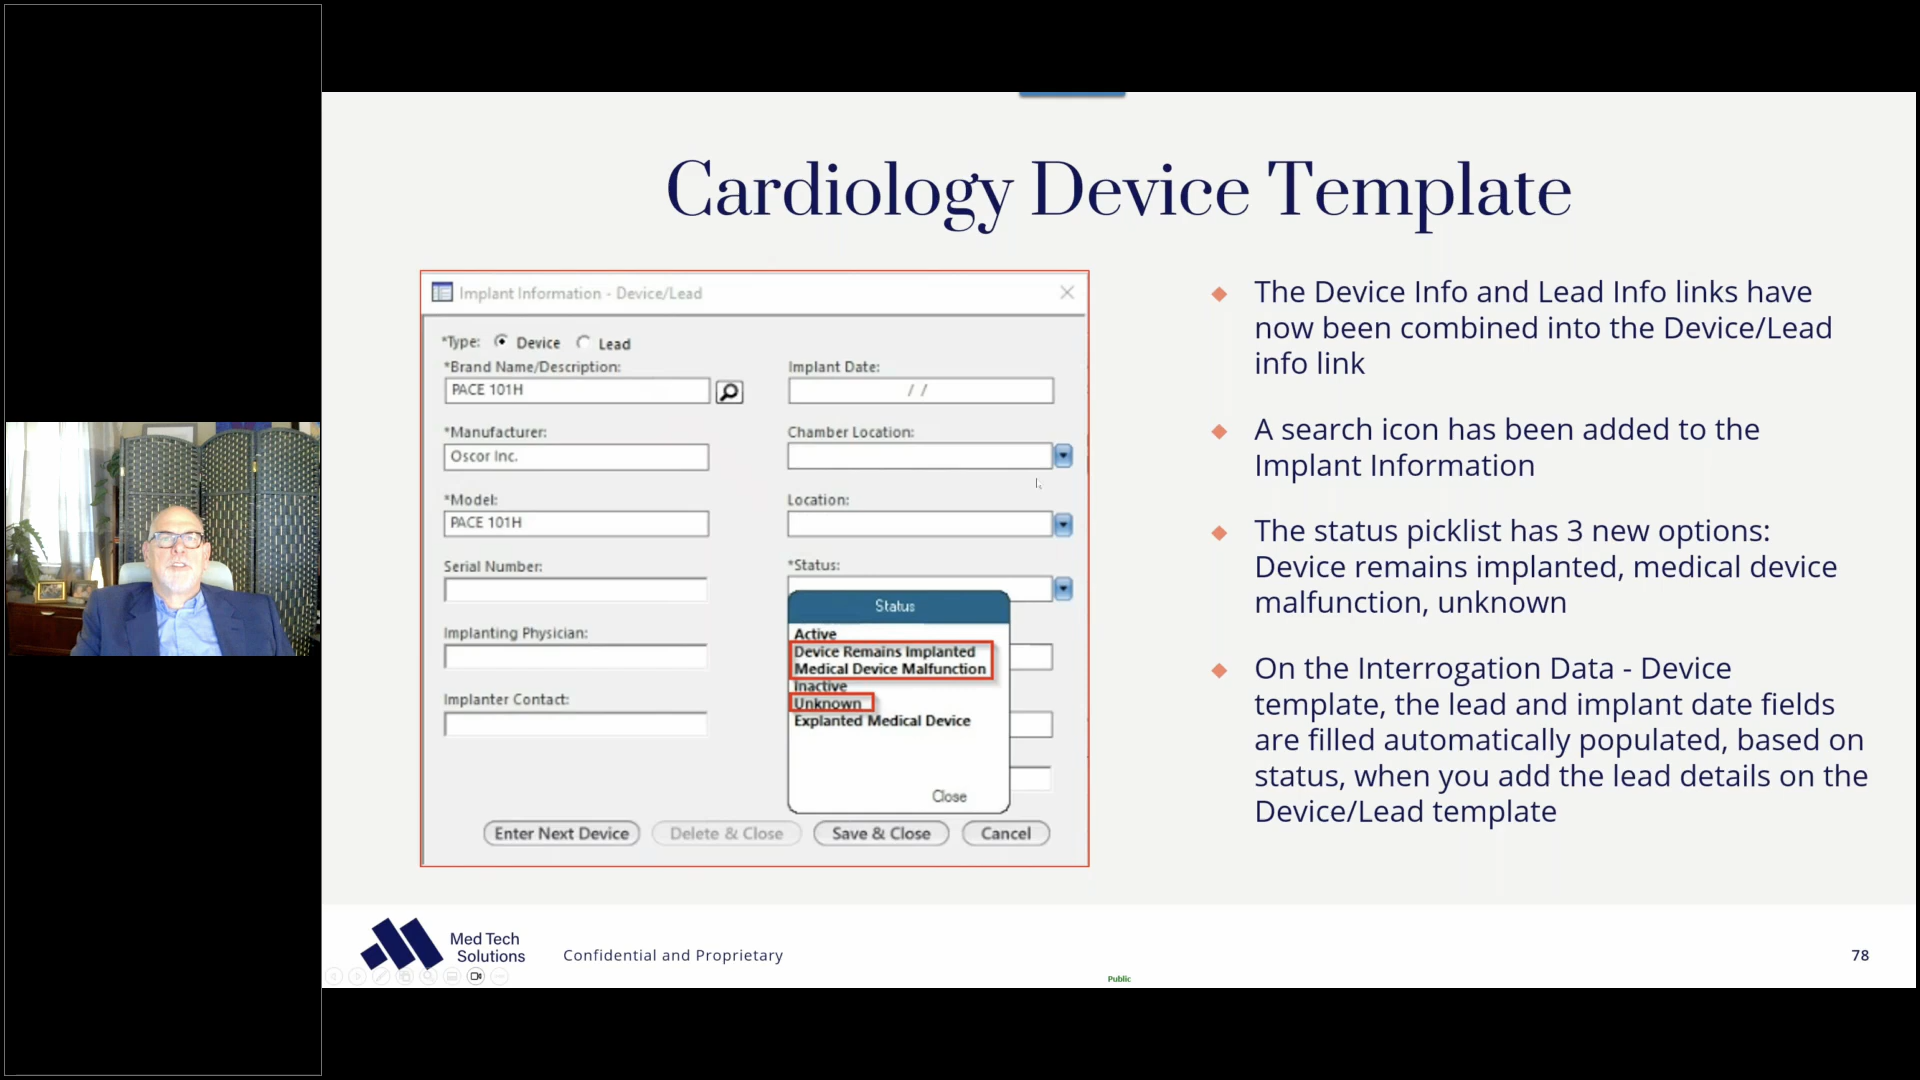 Cardiology Device Template
Implant Information - Device/Lead
*Type: Device Lead
*Brand Name/Description:
PACE 101H
Implant Date:
/ /
*Manufacturer:
Oscor Inc.
Chamber Location:
*Model:
PACE 101H
Location:
Serial Number:
*Status:
Status
Active
Device Remains Implanted
Medical Device Malfunction
Inactive
Unknown
Explanted Medical Device
Close
Implanting Physician:
Implanter Contact:
Enter Next Device
Delete & Close
Save & Close
Cancel
The Device Info and Lead Info links have
now been combined into the Device/Lead
info link
A search icon has been added to the
Implant Information
The status picklist has 3 new options:
Device remains implanted, medical device
malfunction, unknown
On the Interrogation Data - Device
template, the lead and implant date fields
are filled automatically populated, based on
status, when you add the lead details on the
Device/Lead template
Med Tech
Solutions
Confidential and Proprietary
Public
78